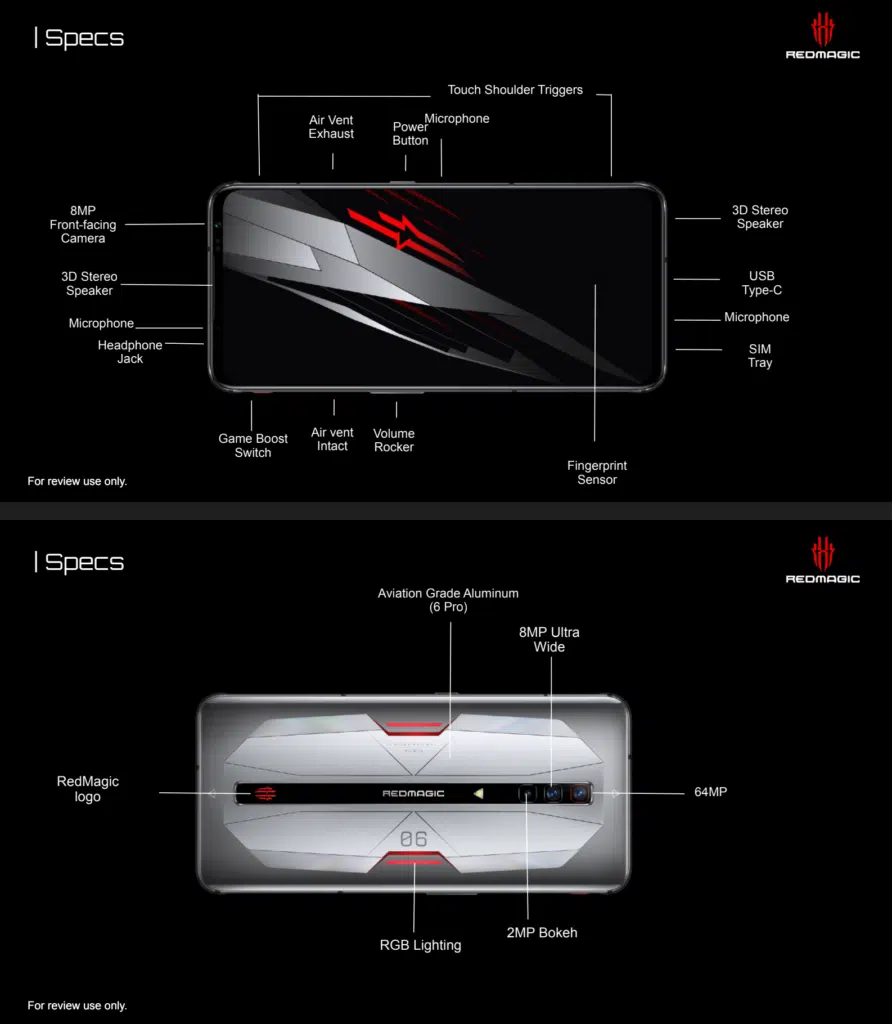 Specs
REDMAGIC
Touch Shoulder Triggers
Air Vent
Exhaust
Power
Button
Microphone
8MP
Front-facing
Camera
3D Stereo
Speaker
3D Stereo
Speaker
USB
Type-C
Microphone
Microphone
Headphone
Jack
SIM
Tray
Game Boost
Switch
Air vent
Intact
Volume
Rocker
Fingerprint
Sensor
For review use only.
Specs
REDMAGIC
Aviation Grade Aluminum
(6 Pro)
8MP Ultra
Wide
RedMagic
logo
REDMAGIC
64MP
06
2MP Bokeh
RGB Lighting
For review use only.